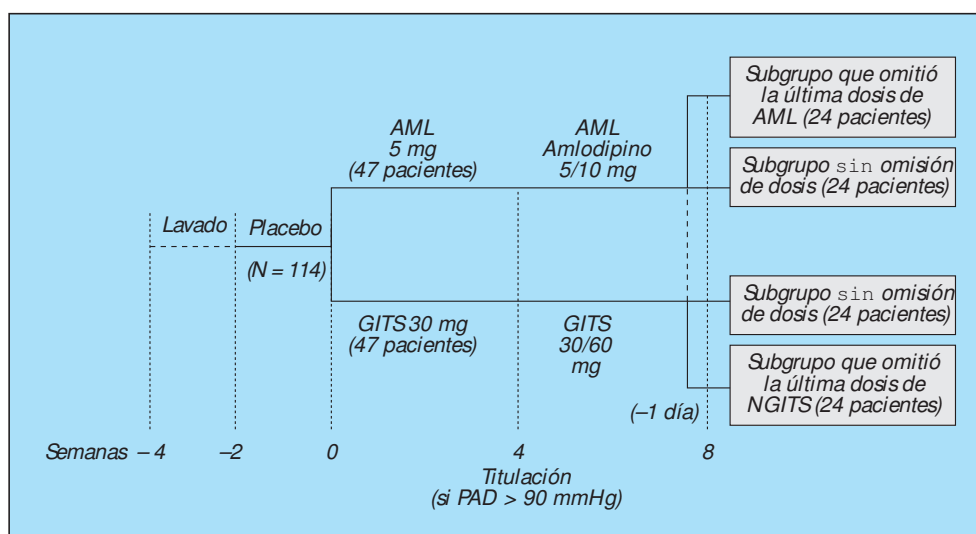 Subgrupo que omitió
la última dosis de
AML (24 pacientes)
AML
5 mg
(47 pacientes)
AML
Amlodipino
5/10 mg
Subgrupo sin omisión
de dosis (24 pacientes)
Lavado
Placebo
(N = 114)
Subgrupo sin omisión
de dosis (24 pacientes)
GITS 30 mg
(47 pacientes)
GITS
30/60
mg
Subgrupo que omitió
la última dosis de
NGITS (24 pacientes)
(–1 día)
Semanas – 4 –2 0 4 8
Titulación
(si PAD > 90 mmHg)